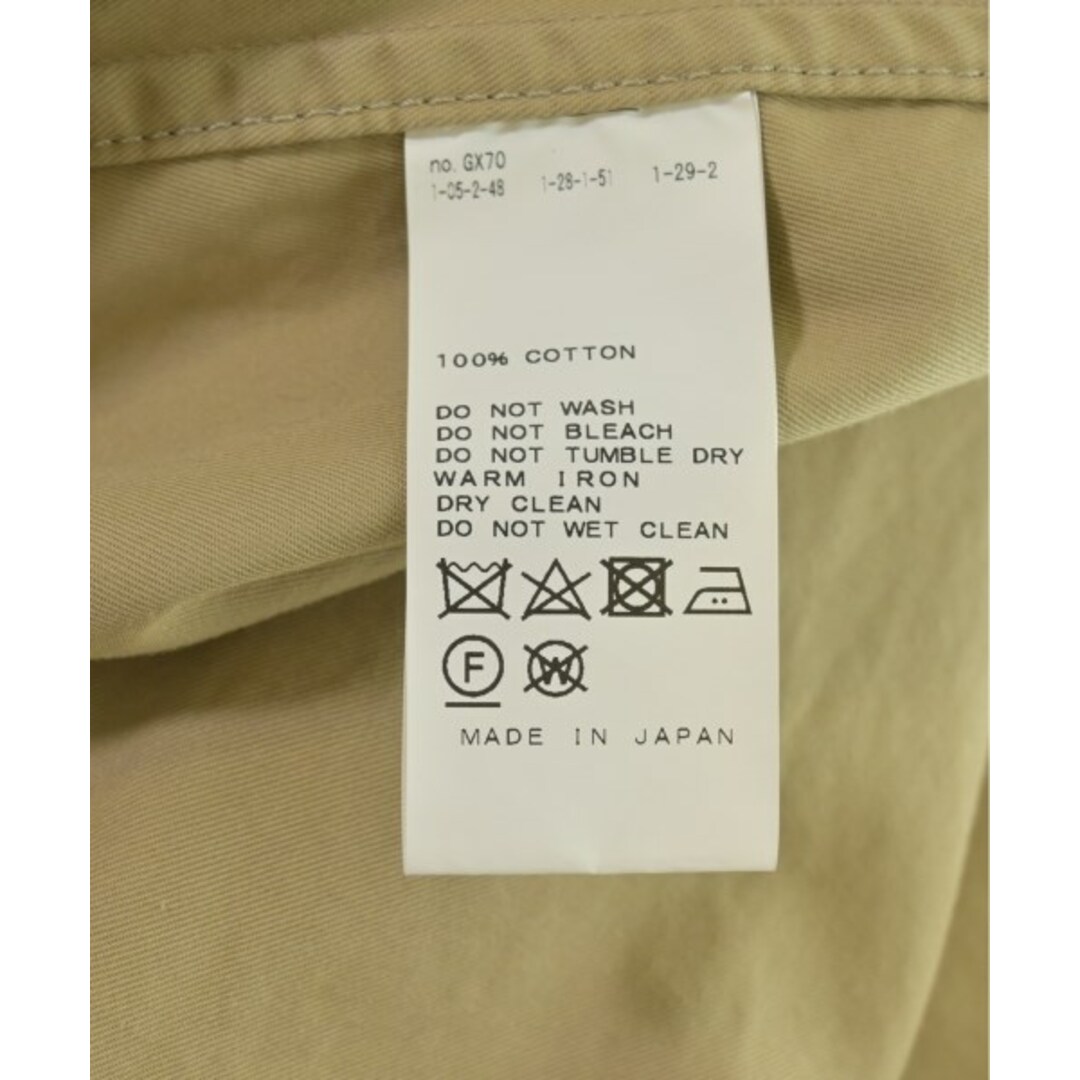 no. GX70
1-05-2-48 1-28-1-51 1-29-2
100% COTTON
DO NOT WASH
DO NOT BLEACH
DO NOT TUMBLE DRY
WARM IRON
DRY CLEAN
DO NOT WET CLEAN
F W
MADE IN JAPAN